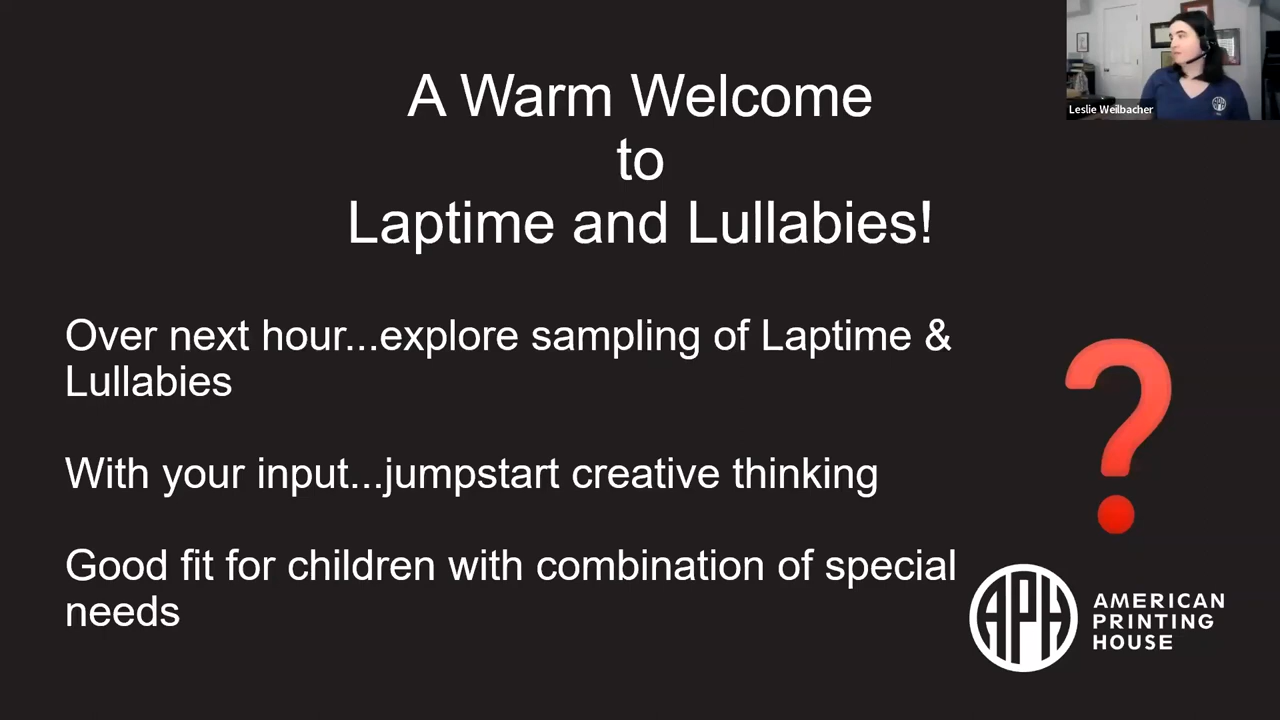 A Warm Welcome
to
Laptime and Lullabies!
Leslie Weilbacher
Over next hour...explore sampling of Laptime &
Lullabies
With your input...jumpstart creative thinking
Good fit for children with combination of special
needs
APH
AMERICAN
PRINTING
HOUSE